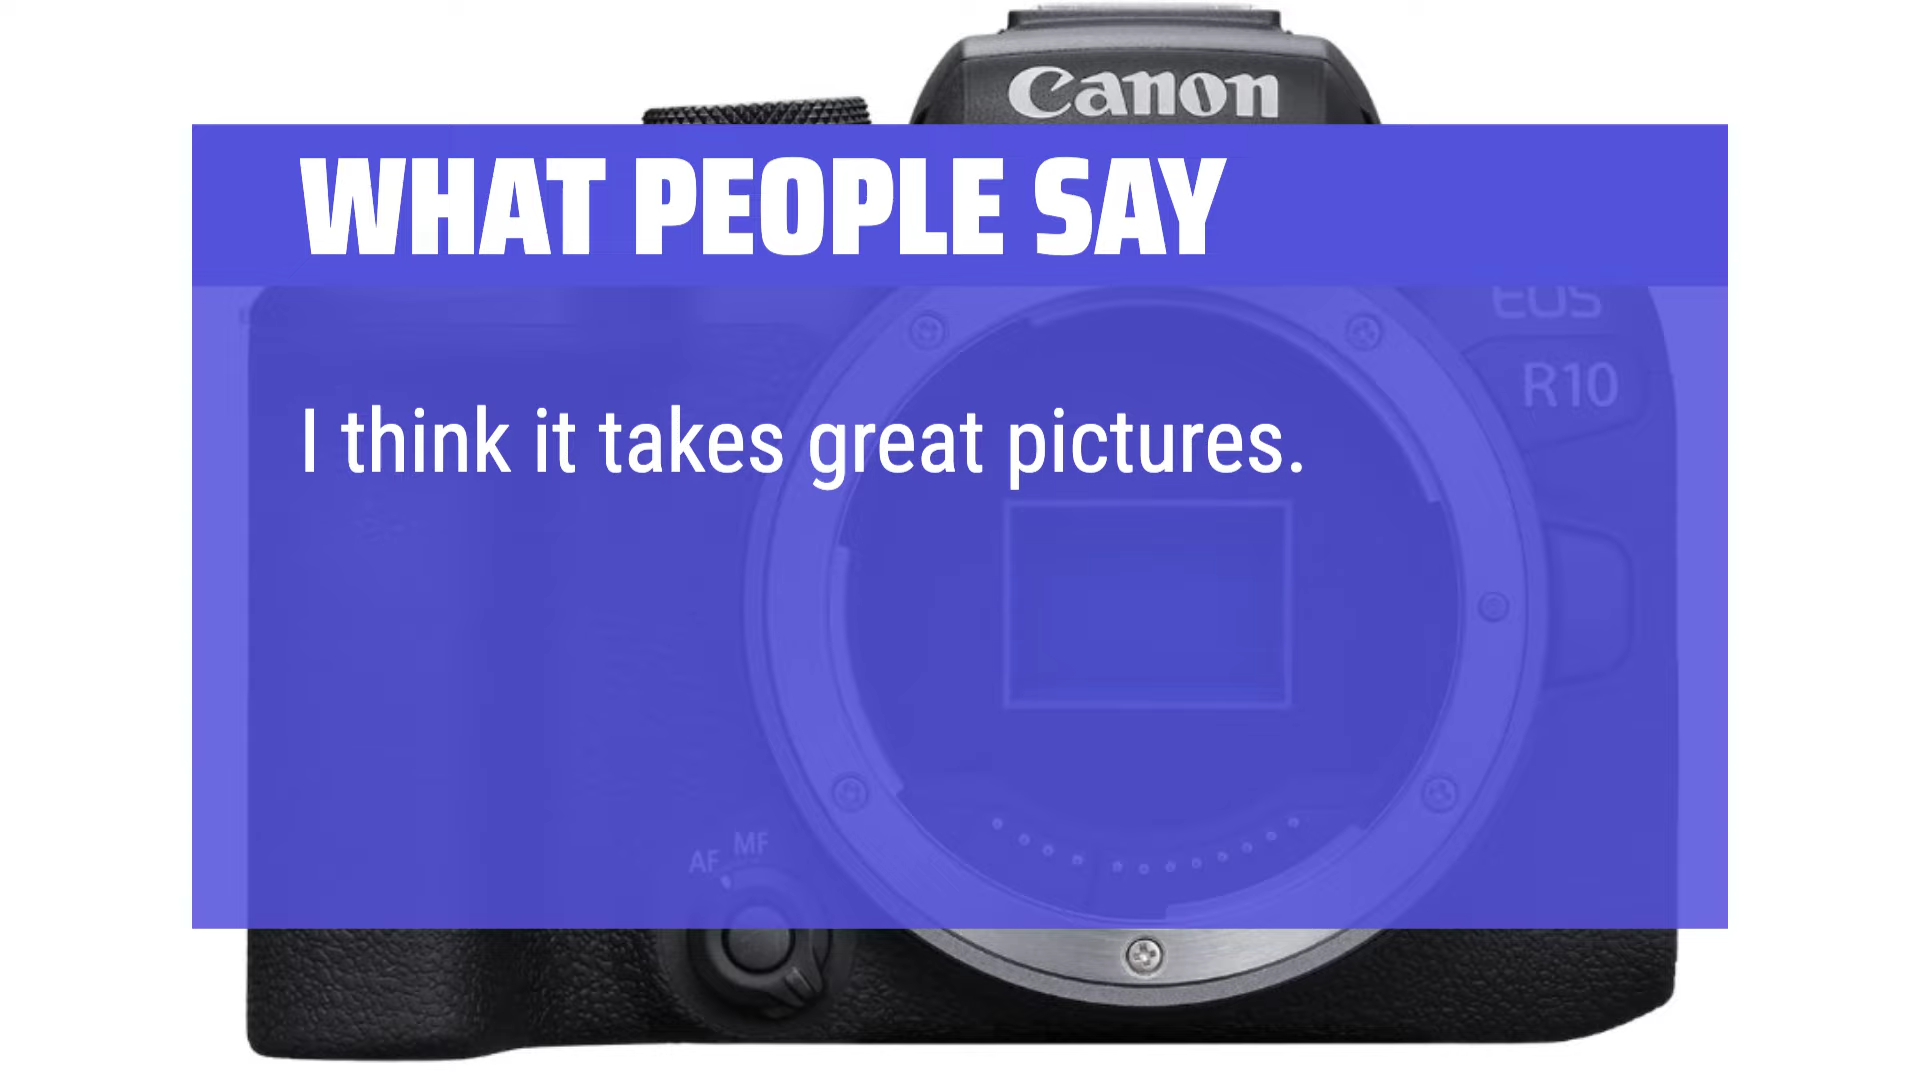 Canon
WHAT PEOPLE SAY
EOS
R10
I think it takes great pictures.
MF
AF